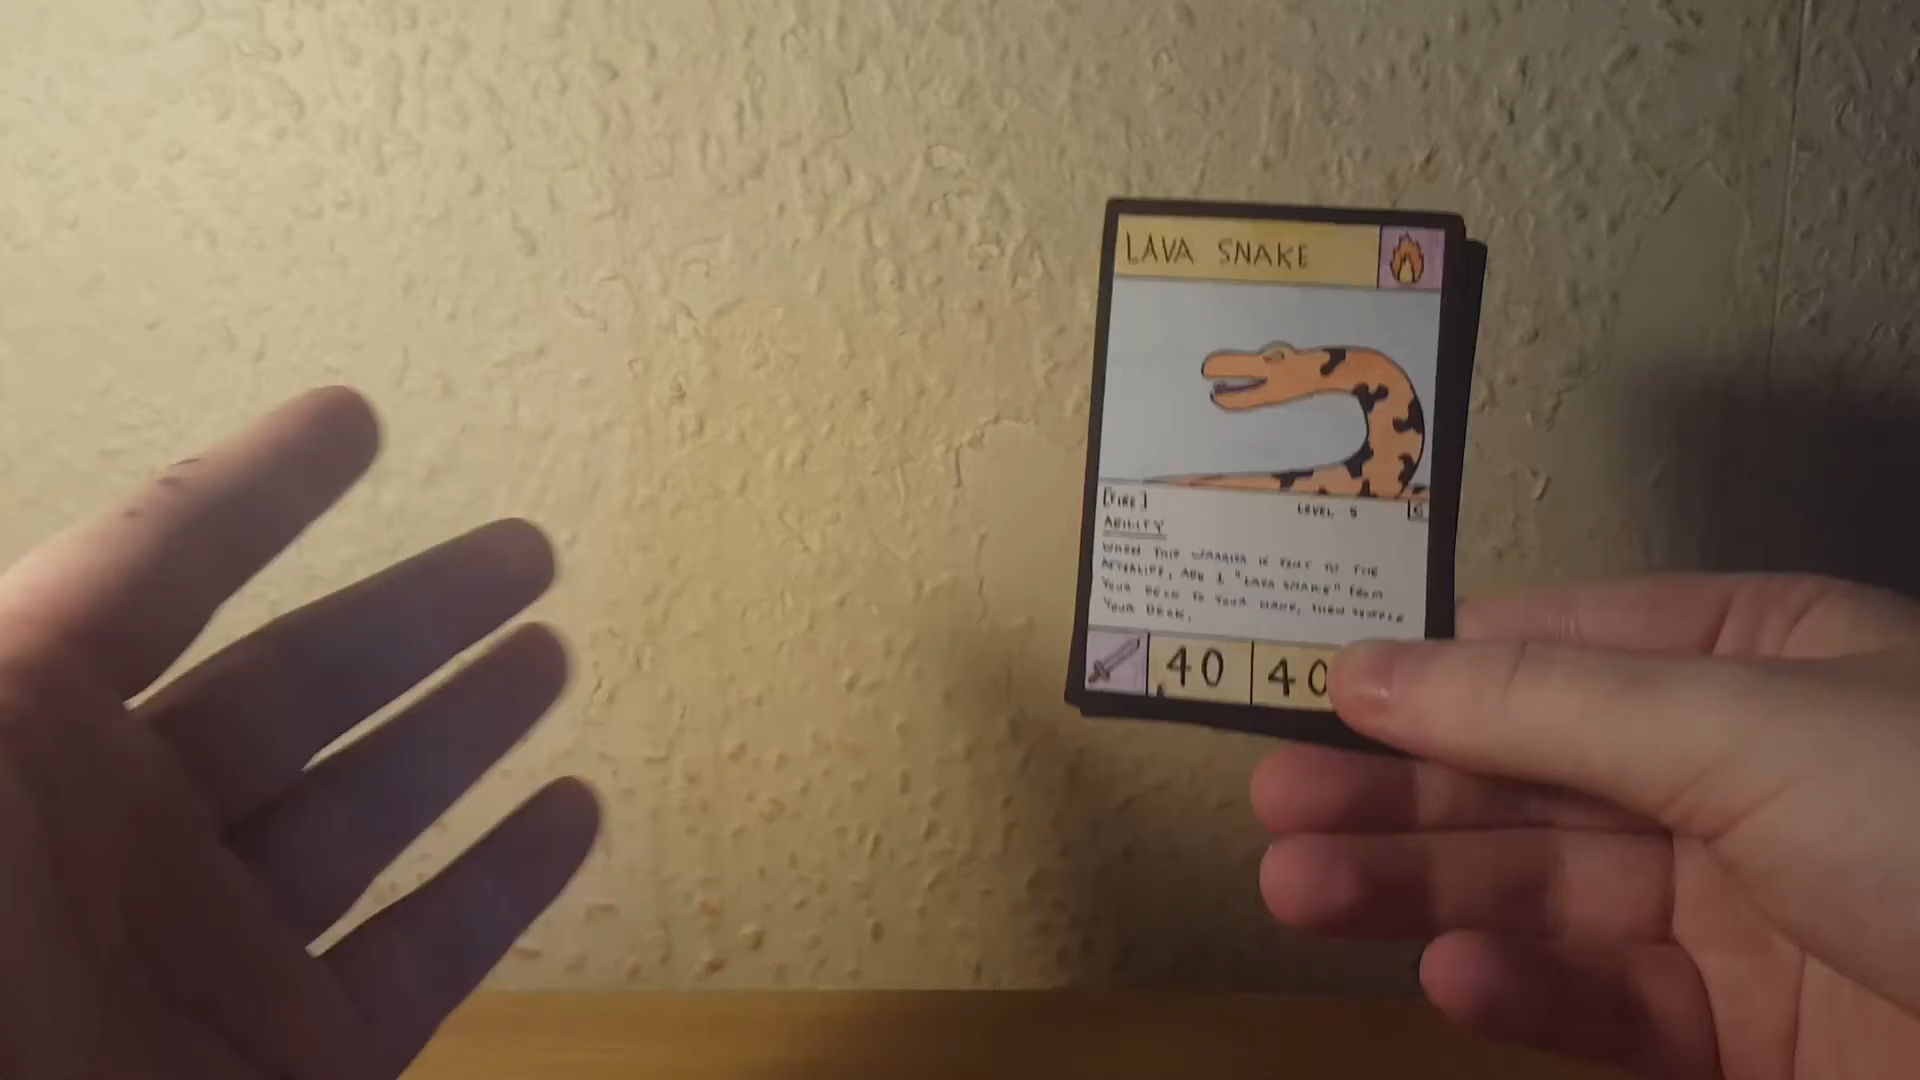 LAVA SNAKE
[FIRE] LEVEL 5 C
ABILITY
WHEN THIS WARRIOR IS SENT TO THE
AFTERLIFE, ADD 1 "LAVA SNAKE" FROM
YOUR DECK TO YOUR HAND, THEN SHUFFLE
YOUR DECK.
40 40